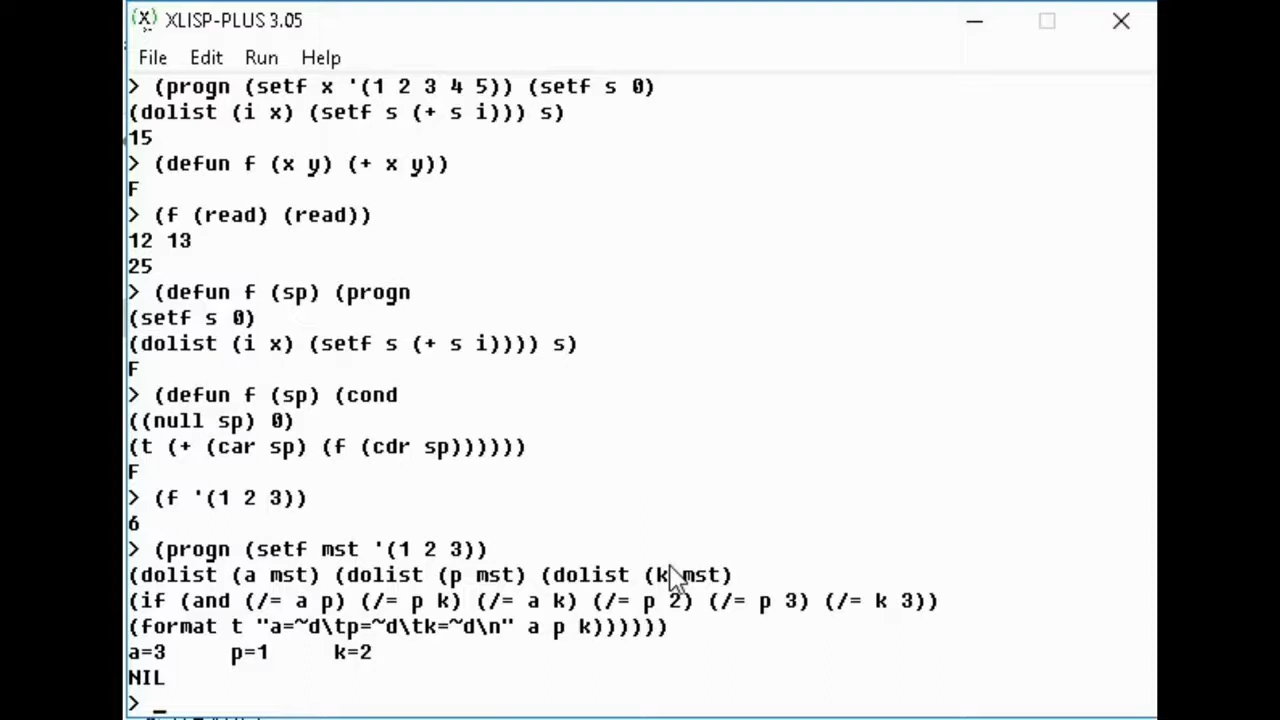 XLISP-PLUS 3.05
File Edit Run Help
> (progn (setf x '(1 2 3 4 5)) (setf s 0)
(dolist (i x) (setf s (+ s i))) s)
15
> (defun f (x y) (+ x y))
F
> (f (read) (read))
12 13
25
> (defun f (sp) (progn
(setf s 0)
(dolist (i x) (setf s (+ s i)))) s)
F
> (defun f (sp) (cond
((null sp) 0)
(t (+ (car sp) (f (cdr sp))))))
F
> (f '(1 2 3))
6
> (progn (setf mst '(1 2 3))
(dolist (a mst) (dolist (p mst) (dolist (k mst)
(if (and (/= a p) (/= p k) (/= a k) (/= p 2) (/= p 3) (/= k 3))
(format t "a=~d\tp=~d\tk=~d\n" a p k))))))
a=3 p=1 k=2
NIL
> _